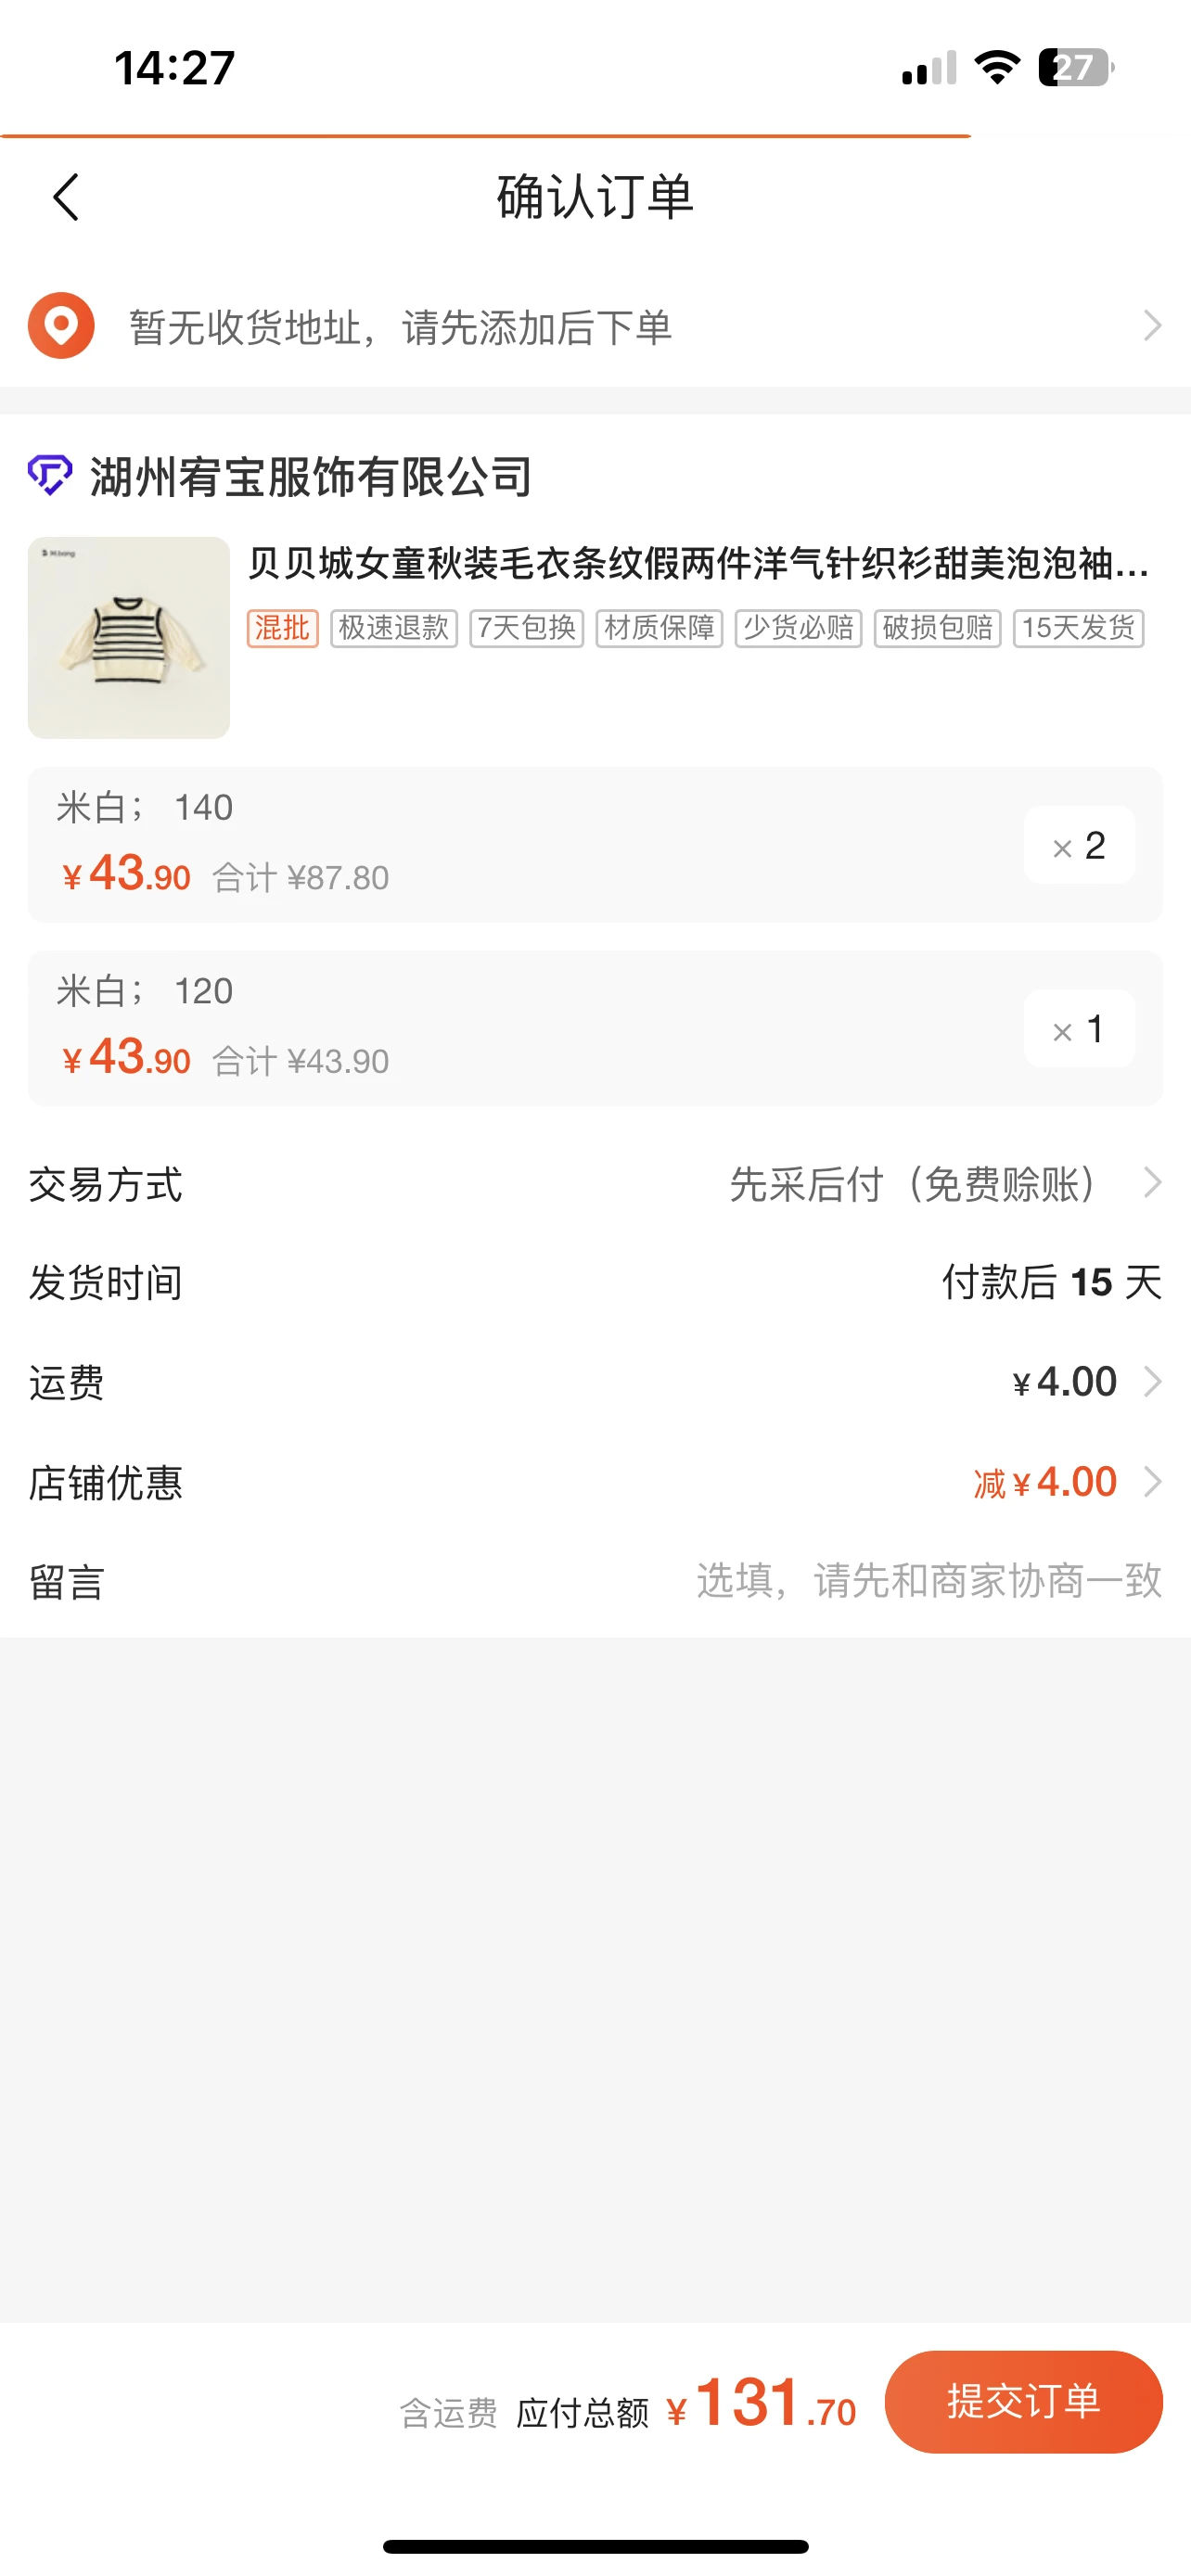 14:27
27
确认订单
暂无收货地址，请先添加后下单
湖州宥宝服饰有限公司
M.bang
贝贝城女童秋装毛衣条纹假两件洋气针织衫甜美泡泡袖...
混批 极速退款 7天包换 材质保障 少货必赔 破损包赔 15天发货
米白； 140
¥43.90 合计 ¥87.80
× 2
米白； 120
¥43.90 合计 ¥43.90
× 1
交易方式 先采后付（免费赊账）
发货时间 付款后 15 天
运费 ¥4.00
店铺优惠 减¥4.00
留言 选填，请先和商家协商一致
含运费 应付总额 ¥131.70 提交订单